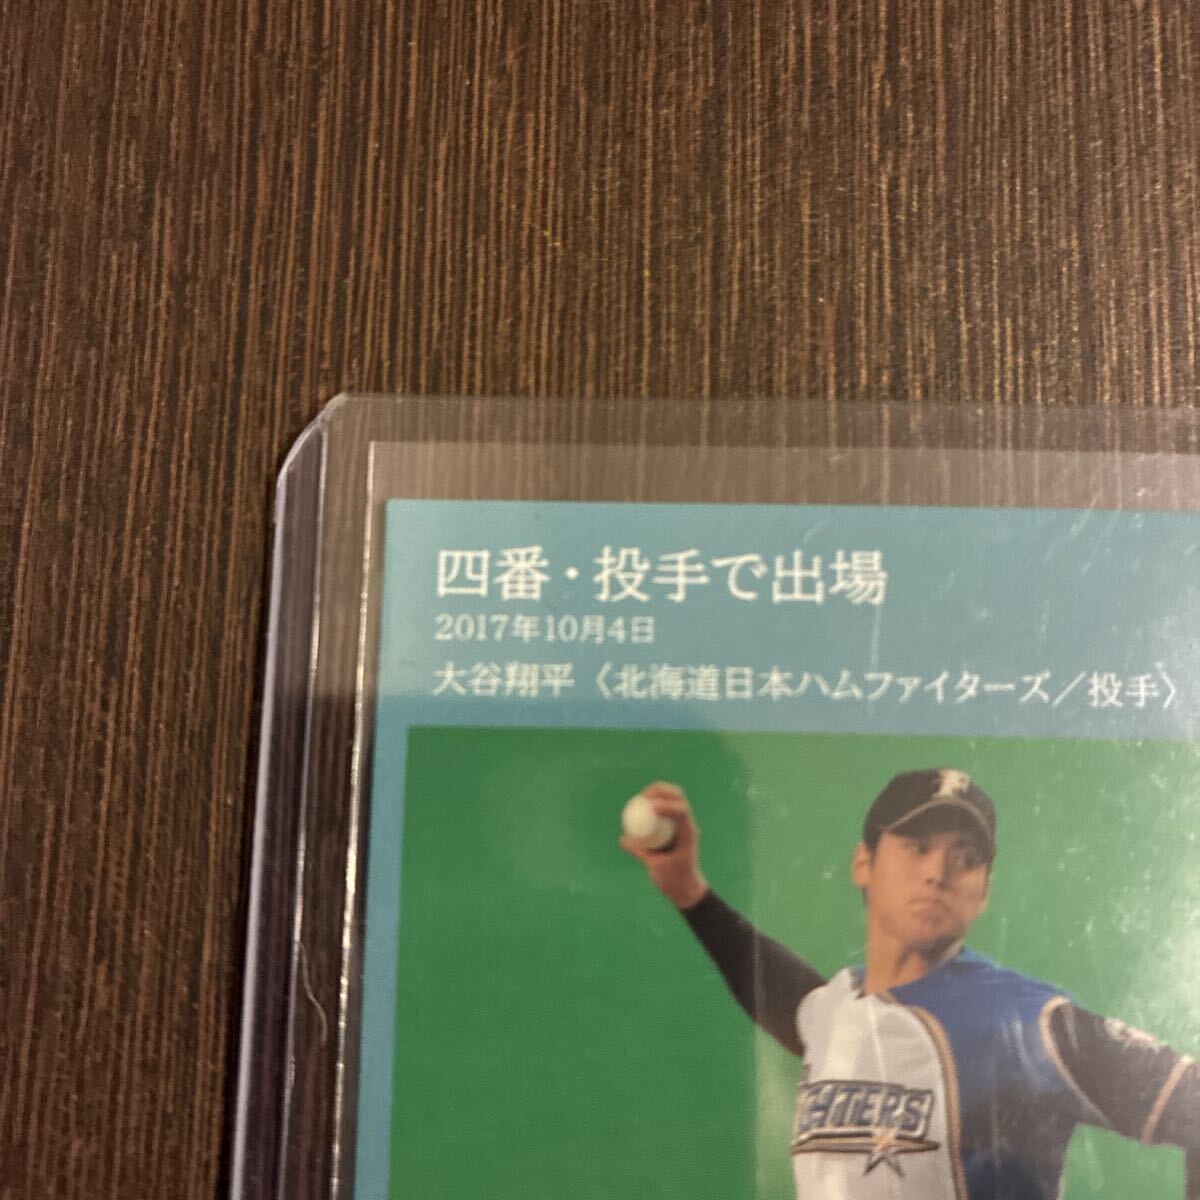 四番・投手で出場
2017年10月4日
大谷翔平〈北海道日本ハムファイターズ／投手〉
F
GHTERS